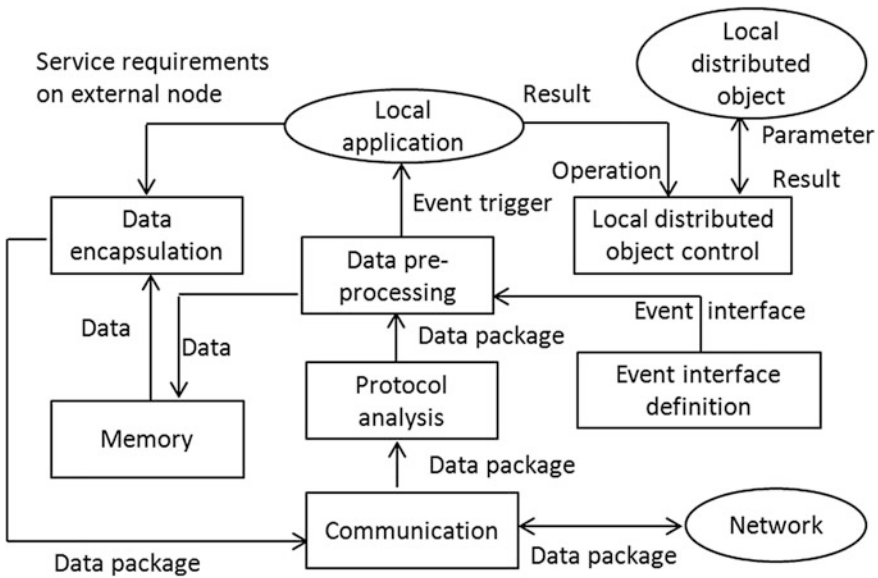 Local
distributed
object
Service requirements
on external node
Result
Local
application
Parameter
Operation
Result
Event trigger
Data
encapsulation
Local distributed
object control
Data pre-
processing
Event interface
Data
Data
Data package
Event interface
definition
Protocol
analysis
Memory
Data package
Communication
Network
Data package
Data package